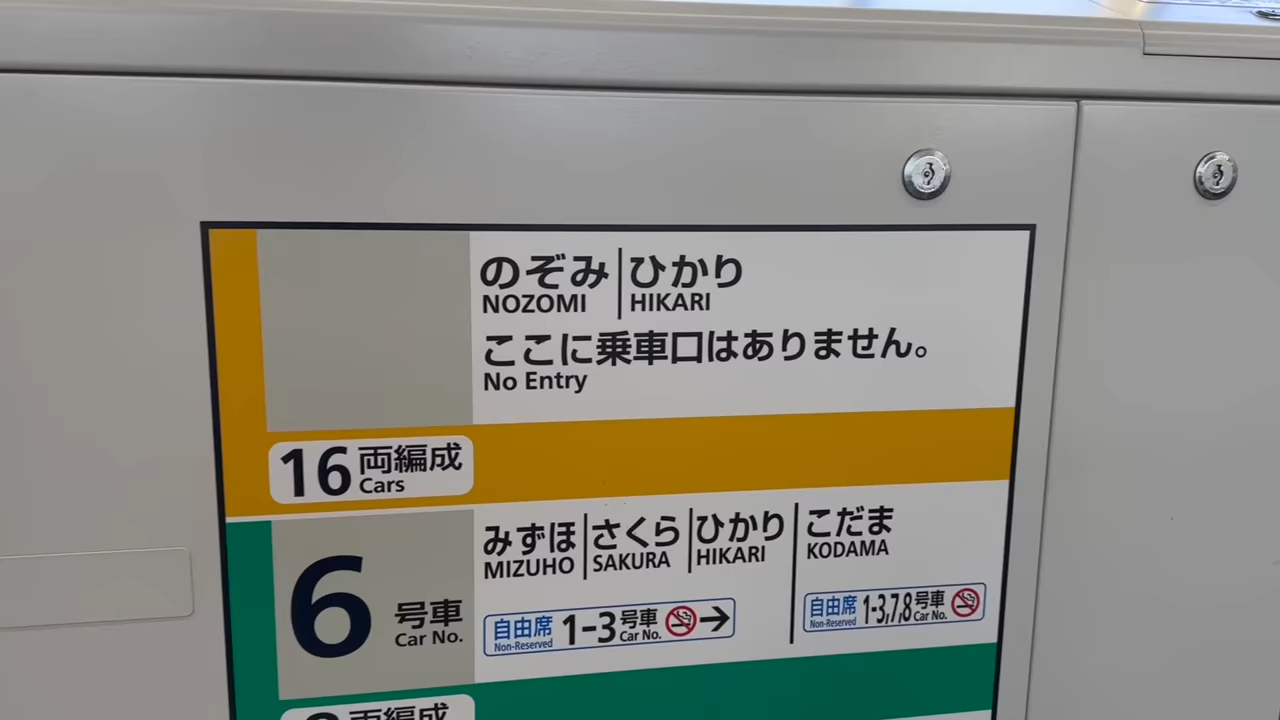 のぞみ ひかり
NOZOMI HIKARI
ここに乗車口はありません。
No Entry
16両編成
Cars
みずほ さくら ひかり こだま
MIZUHO SAKURA HIKARI KODAMA
6号車
Car No.
自由席 1-3号車 →
Non-Reserved Car No.
自由席 1-3,7,8号車
Non-Reserved Car No.
両編成